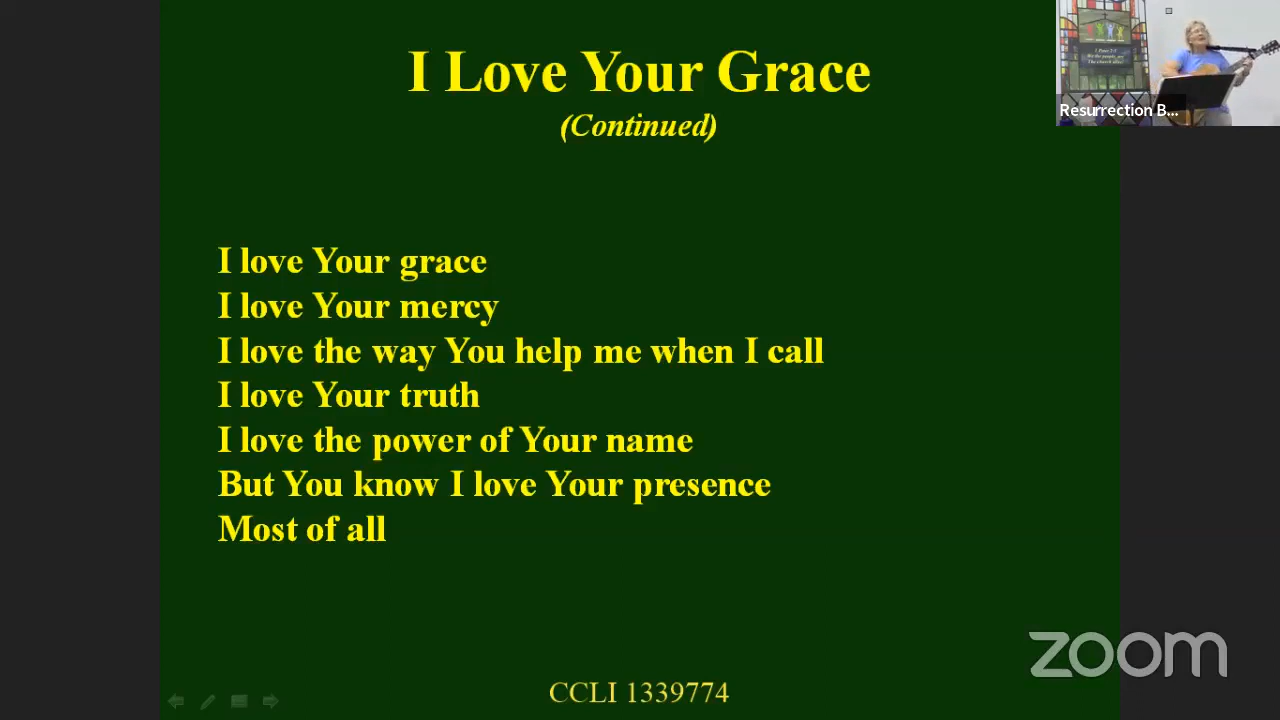 I Love Your Grace
(Continued)
Resurrection B...
I love Your grace
I love Your mercy
I love the way You help me when I call
I love Your truth
I love the power of Your name
But You know I love Your presence
Most of all
zoom
CCLI 1339774